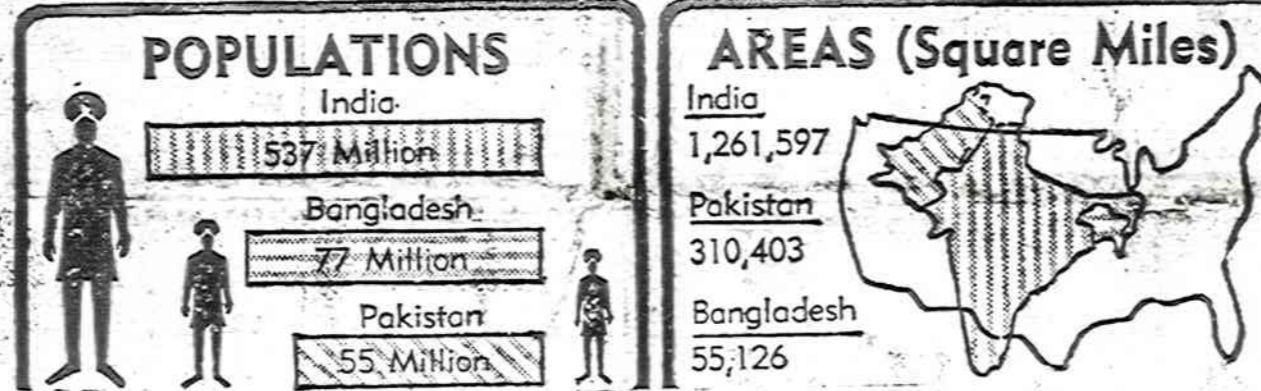 POPULATIONS
India
537 Million
Bangladesh
77 Million
Pakistan
55 Million
AREAS (Square Miles)
India
1,261,597
Pakistan
310,403
Bangladesh
55,126